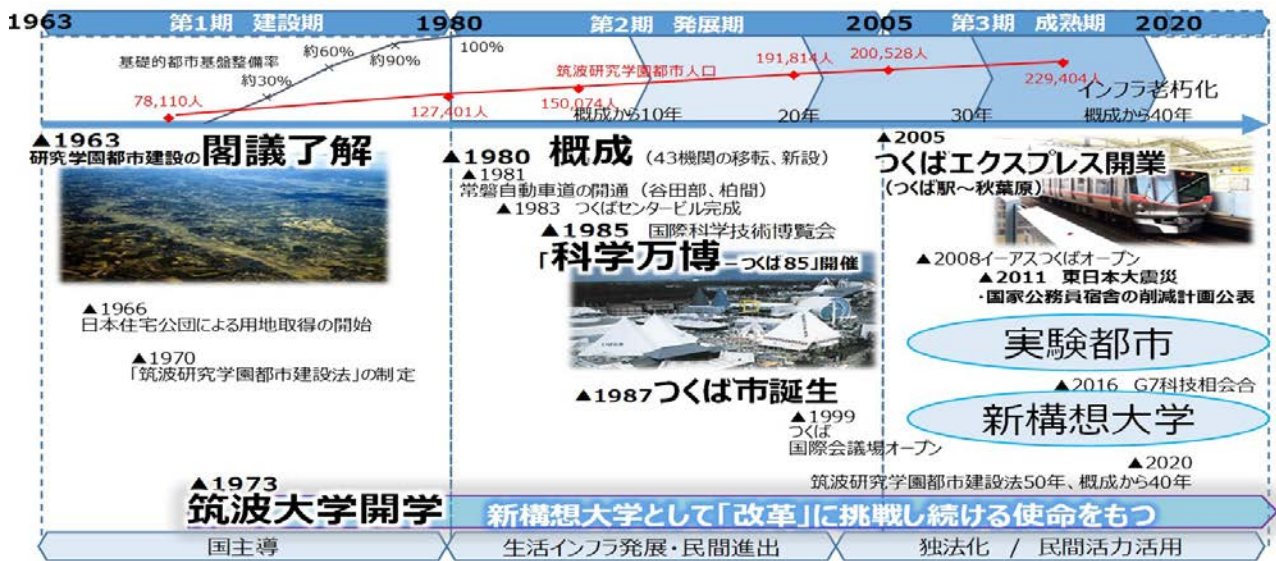 1963 第1期 建設期 1980 第2期 発展期 2005 第3期 成熟期 2020
基礎的都市基盤整備率
約30%
約60%
約90%
100%
筑波研究学園都市人口
78,110人
127,401人
150,074人
191,814人
200,528人
229,404人
インフラ老朽化
概成から10年
20年
30年
概成から40年
▲1963
研究学園都市建設の閣議了解
▲1966
日本住宅公団による用地取得の開始
▲1970
「筑波研究学園都市建設法」の制定
▲1973
筑波大学開学
▲1980 概成（43機関の移転、新設）
▲1981
常磐自動車道の開通（谷田部、柏間）
▲1983 つくばセンタービル完成
▲1985 国際科学技術博覧会
「科学万博－つくば85」開催
▲1987つくば市誕生
▲1999
つくば
国際会議場オープン
▲2005
つくばエクスプレス開業
（つくば駅～秋葉原）
▲2008イーアスつくばオープン
▲2011 東日本大震災
・国家公務員宿舎の削減計画公表
実験都市
▲2016 G7科技相会合
新構想大学
▲2020
筑波研究学園都市建設法50年、概成から40年
新構想大学として「改革」に挑戦し続ける使命をもつ
国主導
生活インフラ発展・民間進出
独法化 / 民間活力活用